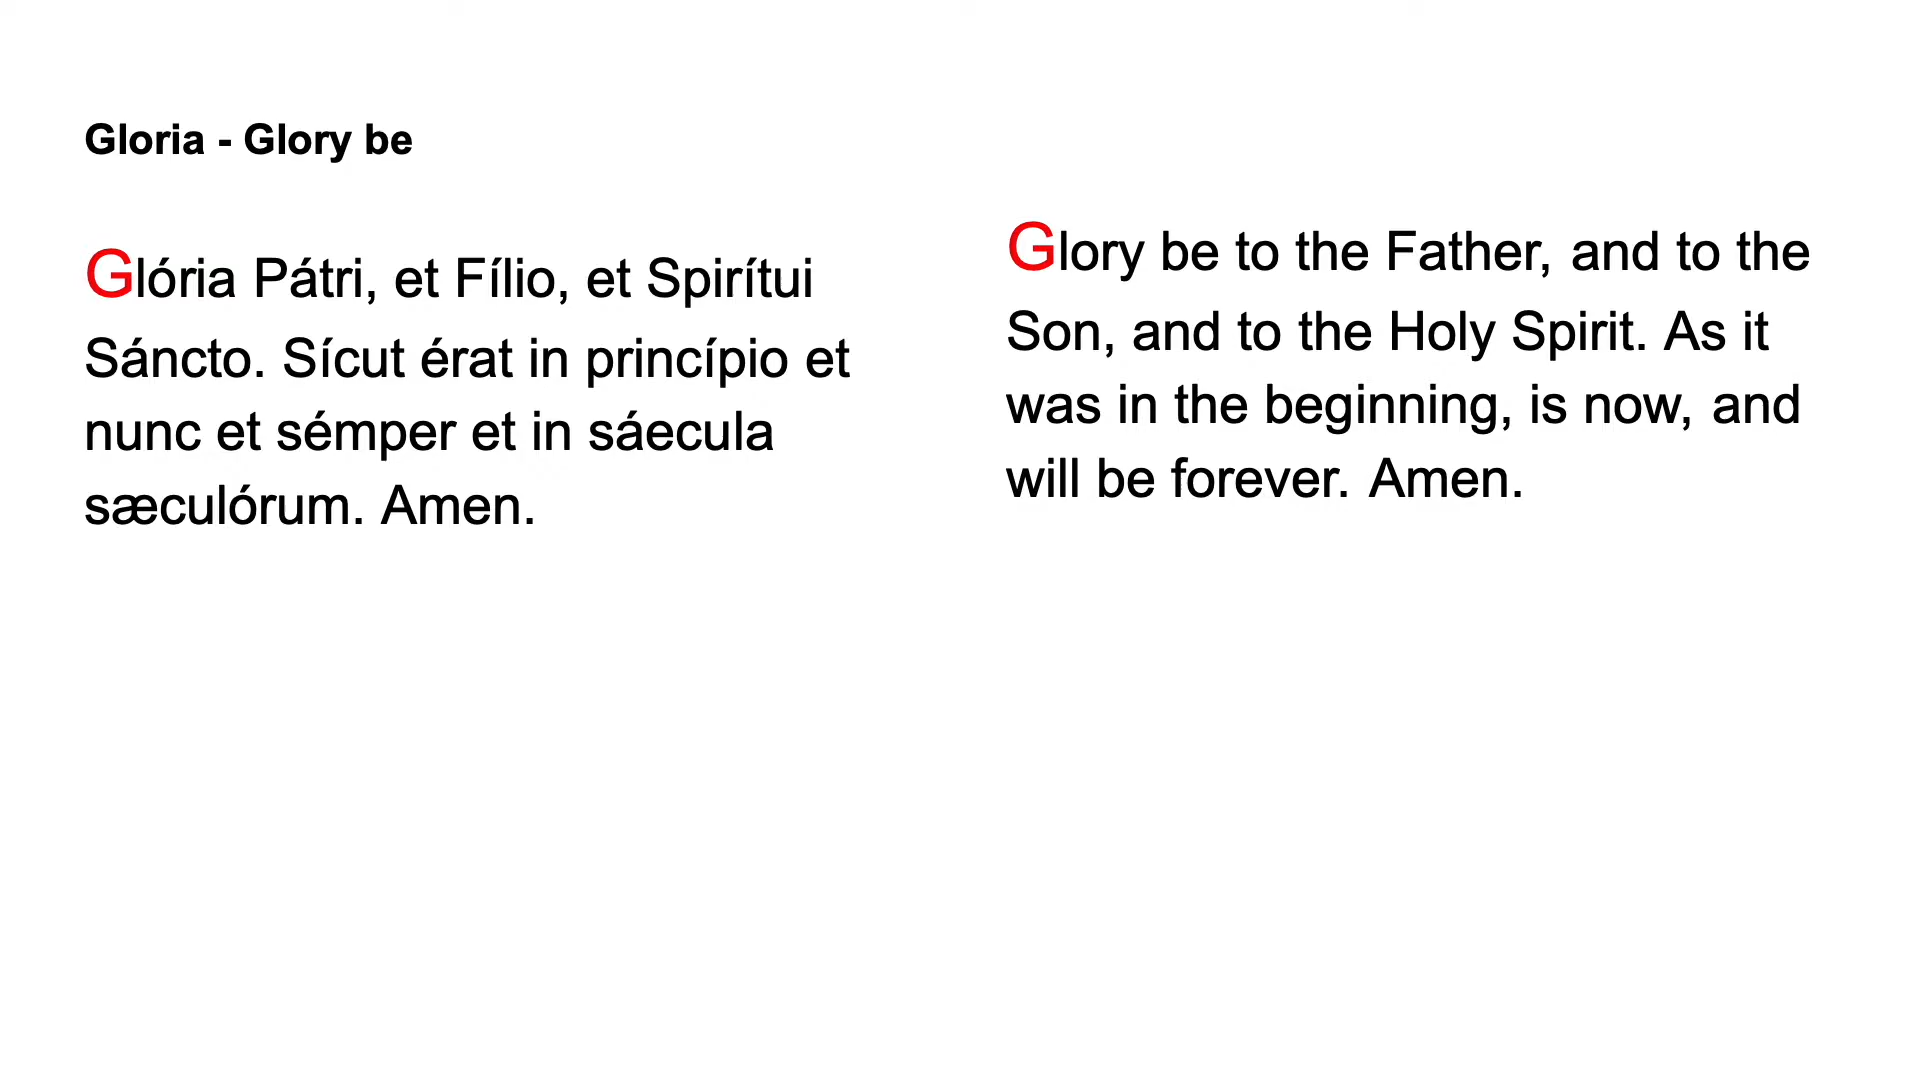 Gloria - Glory be
Glória Pátri, et Fílio, et Spirítui
Sáncto. Sícut érat in princípio et
nunc et sémper et in sáecula
sæculórum. Amen.
Glory be to the Father, and to the
Son, and to the Holy Spirit. As it
was in the beginning, is now, and
will be forever. Amen.